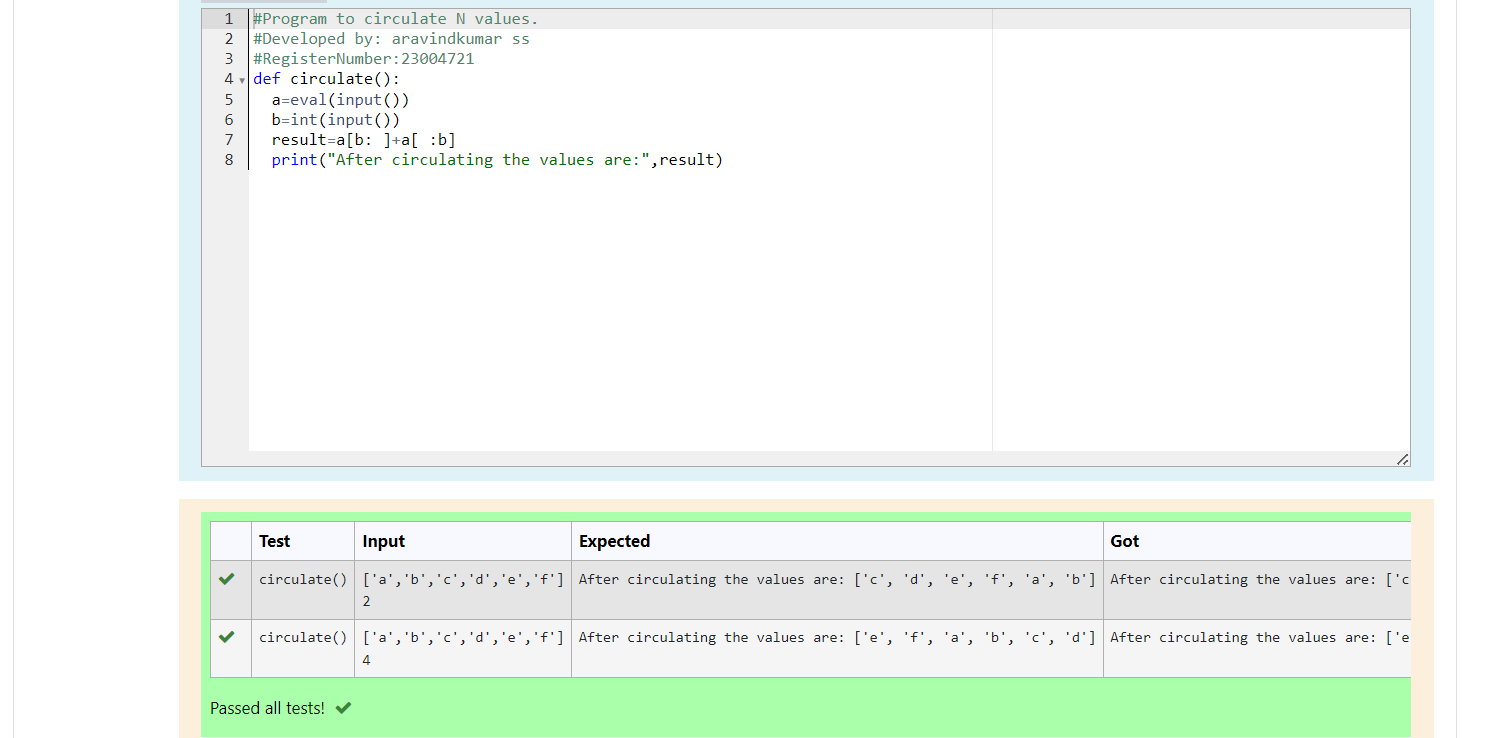 1 #Program to circulate N values.
2 #Developed by: aravindkumar ss
3 #RegisterNumber:23004721
4 def circulate():
5   a=eval(input())
6   b=int(input())
7   result=a[b: ]+a[ :b]
8   print("After circulating the values are:",result)
Test Input Expected Got
circulate() ['a','b','c','d','e','f'] After circulating the values are: ['c', 'd', 'e', 'f', 'a', 'b'] After circulating the values are: ['c
2
circulate() ['a','b','c','d','e','f'] After circulating the values are: ['e', 'f', 'a', 'b', 'c', 'd'] After circulating the values are: ['e
4
Passed all tests!